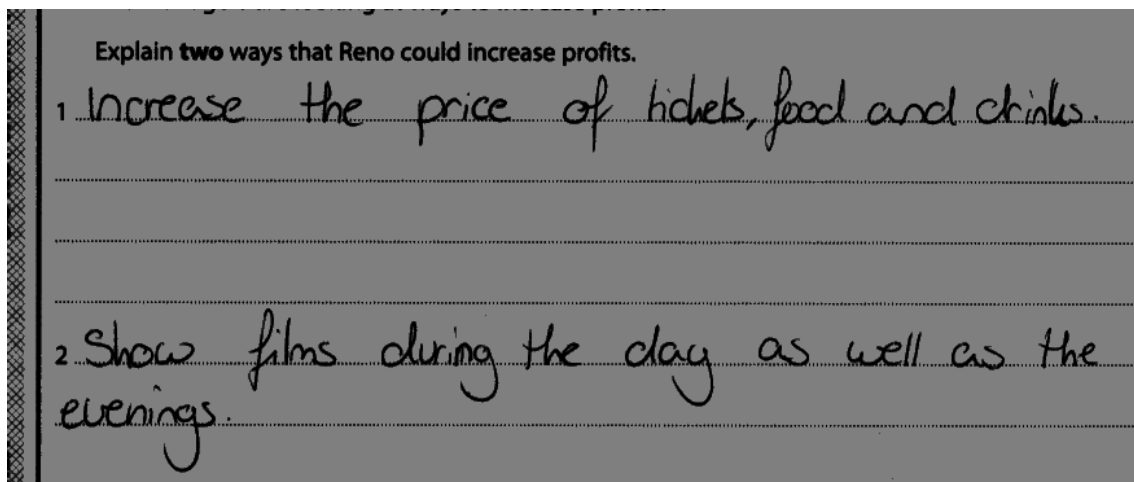 Explain two ways that Reno could increase profits.
1 Increase the price of tickets, food and drinks.
2 Show films during the day as well as the
evenings.